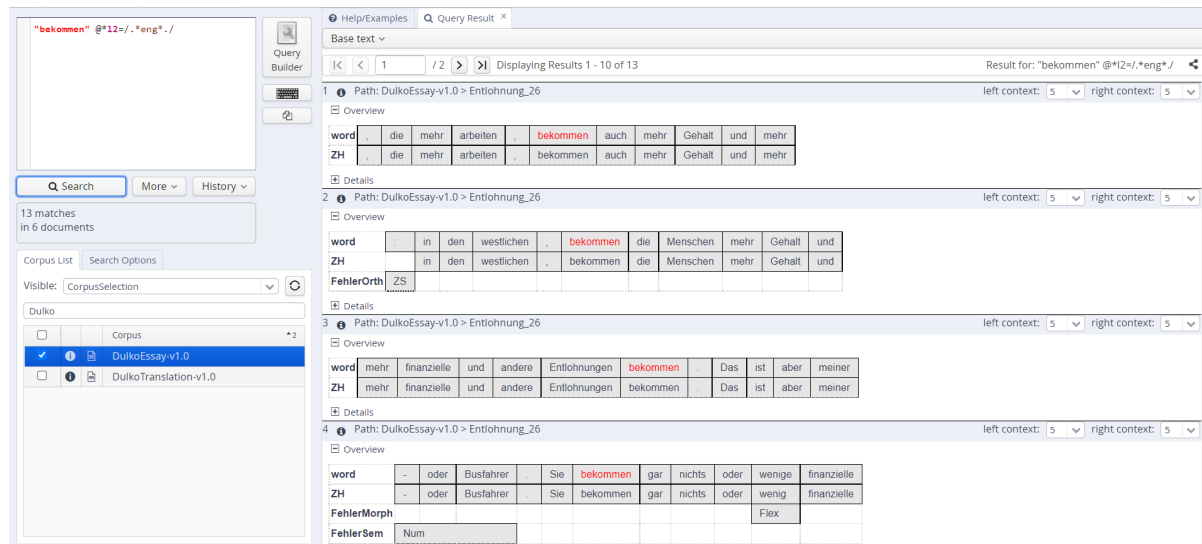 "bekommen" @*l2=/.*eng*./
Query Builder
Search More History
13 matches
in 6 documents
Corpus List Search Options
Visible: CorpusSelection
Dulko
Corpus 2
DulkoEssay-v1.0
DulkoTranslation-v1.0
Help/Examples Query Result ×
Base text
1 / 2 Displaying Results 1 - 10 of 13 Result for: "bekommen" @*l2=/.*eng*./
1 Path: DulkoEssay-v1.0 > Entlohnung_26 left context: 5 right context: 5
Overview
word , die mehr arbeiten , bekommen auch mehr Gehalt und mehr
ZH , die mehr arbeiten , bekommen auch mehr Gehalt und mehr
Details
2 Path: DulkoEssay-v1.0 > Entlohnung_26 left context: 5 right context: 5
Overview
word : in den westlichen , bekommen die Menschen mehr Gehalt und
ZH in den westlichen , bekommen die Menschen mehr Gehalt und
FehlerOrth ZS
Details
3 Path: DulkoEssay-v1.0 > Entlohnung_26 left context: 5 right context: 5
Overview
word mehr finanzielle und andere Entlohnungen bekommen . Das ist aber meiner
ZH mehr finanzielle und andere Entlohnungen bekommen . Das ist aber meiner
Details
4 Path: DulkoEssay-v1.0 > Entlohnung_26 left context: 5 right context: 5
Overview
word - oder Busfahrer . Sie bekommen gar nichts oder wenige finanzielle
ZH - oder Busfahrer . Sie bekommen gar nichts oder wenig finanzielle
FehlerMorph Flex
FehlerSem Num